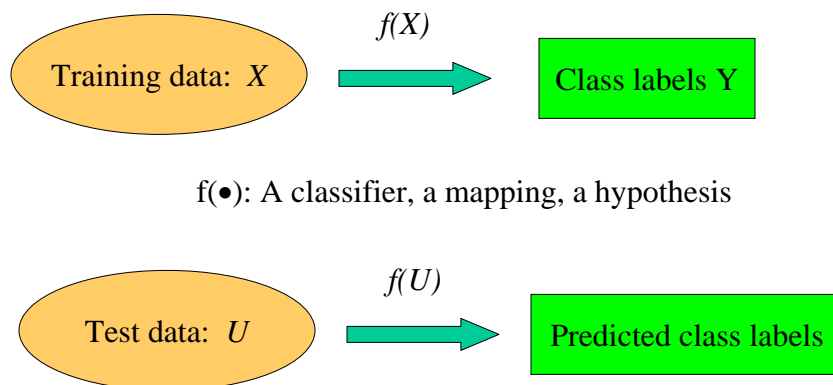 f(X)
Training data: X
Class labels Y
f(•): A classifier, a mapping, a hypothesis
f(U)
Test data: U
Predicted class labels